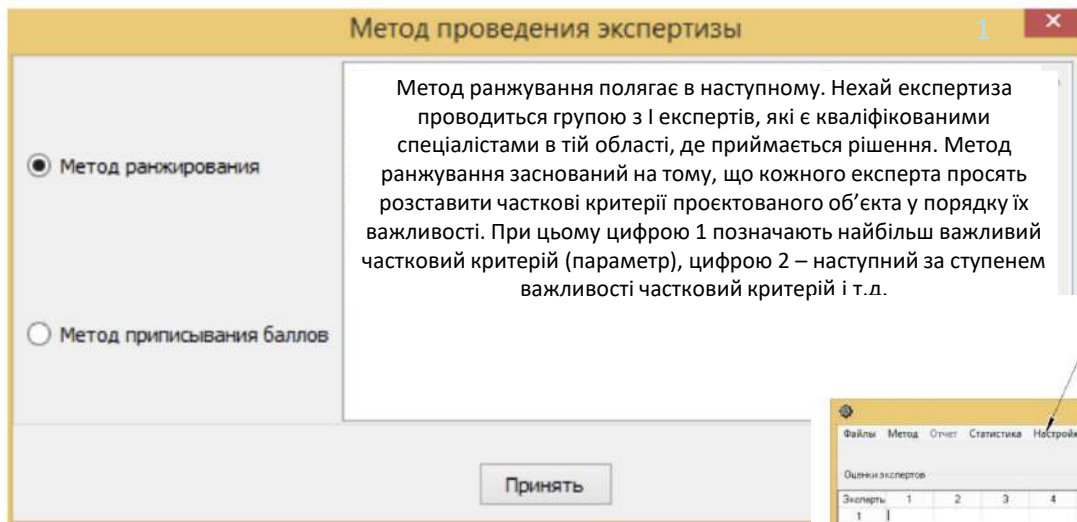 Метод проведения экспертизы
1
Метод ранжирования
Метод ранжування полягає в наступному. Нехай експертиза
проводиться групою з І експертів, які є кваліфікованими
спеціалістами в тій області, де приймається рішення. Метод
ранжування заснований на тому, що кожного експерта просять
розставити часткові критерії проєктованого об’єкта у порядку їх
важливості. При цьому цифрою 1 позначають найбільш важливий
частковий критерій (параметр), цифрою 2 – наступний за ступенем
важливості частковий критерій і т.д.
Метод приписывания баллов
Принять
Файлы Метод Отчет Статистика Настройк
Оценки экспертов
Эксперты 1 2 3 4
1